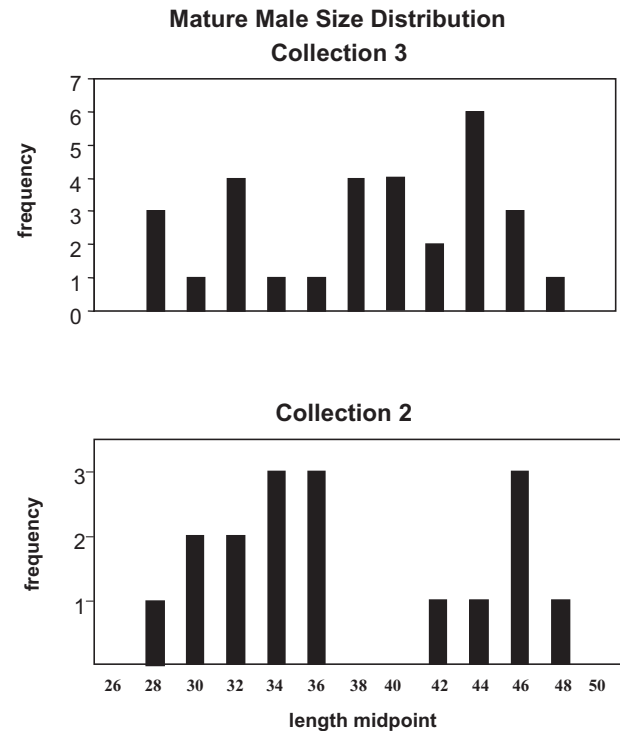 Mature Male Size Distribution
Collection 3
frequency
7
6
5
4
3
2
1
0
Collection 2
frequency
3
2
1
26 28 30 32 34 36 38 40 42 44 46 48 50
length midpoint